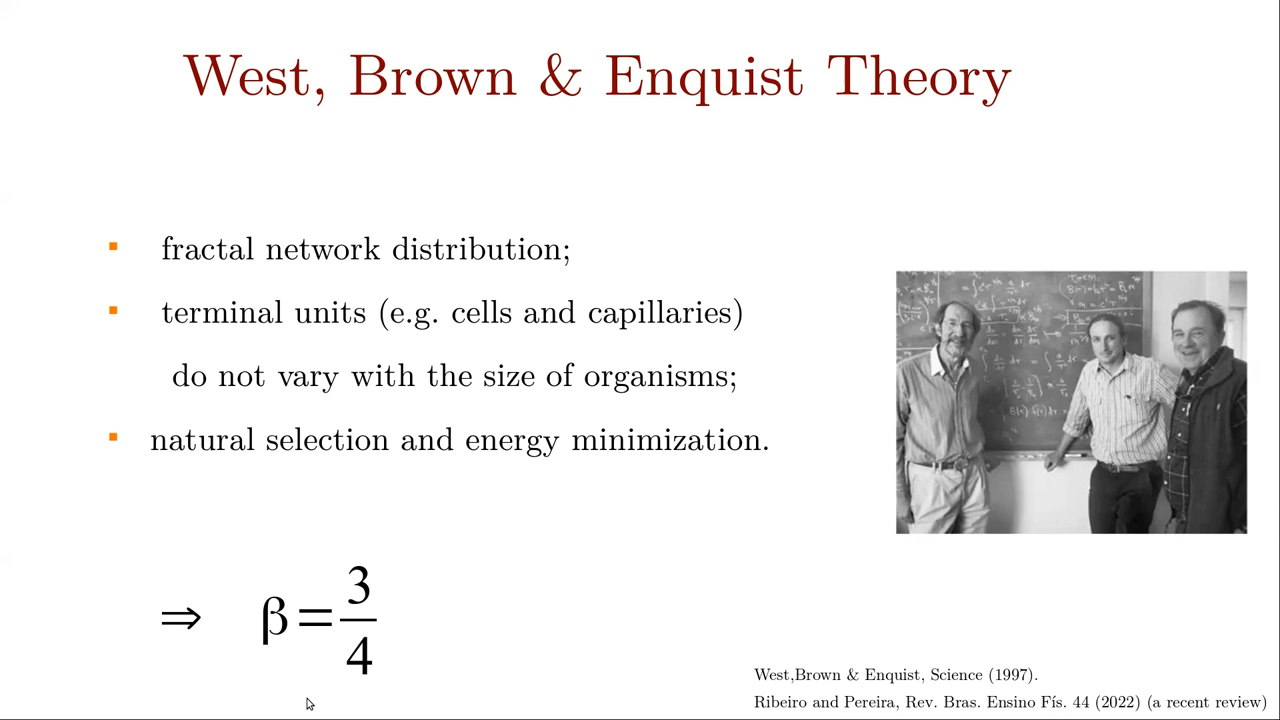 West, Brown & Enquist Theory
▪ fractal network distribution;
▪ terminal units (e.g. cells and capillaries)
do not vary with the size of organisms;
▪ natural selection and energy minimization.
⇒ β = 3/4
West,Brown & Enquist, Science (1997).
Ribeiro and Pereira, Rev. Bras. Ensino Fís. 44 (2022) (a recent review)